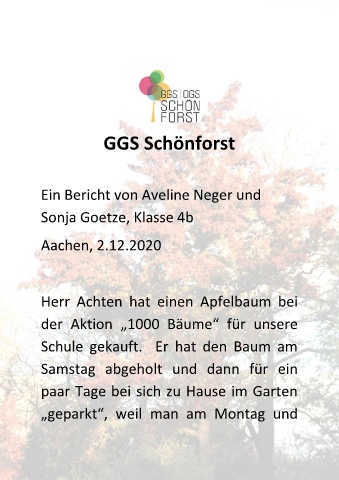 GGS | OGS
SCHÖN
FORST
GGS Schönforst
Ein Bericht von Aveline Neger und
Sonja Goetze, Klasse 4b
Aachen, 2.12.2020
Herr Achten hat einen Apfelbaum bei
der Aktion „1000 Bäume“ für unsere
Schule gekauft. Er hat den Baum am
Samstag abgeholt und dann für ein
paar Tage bei sich zu Hause im Garten
„geparkt“, weil man am Montag und